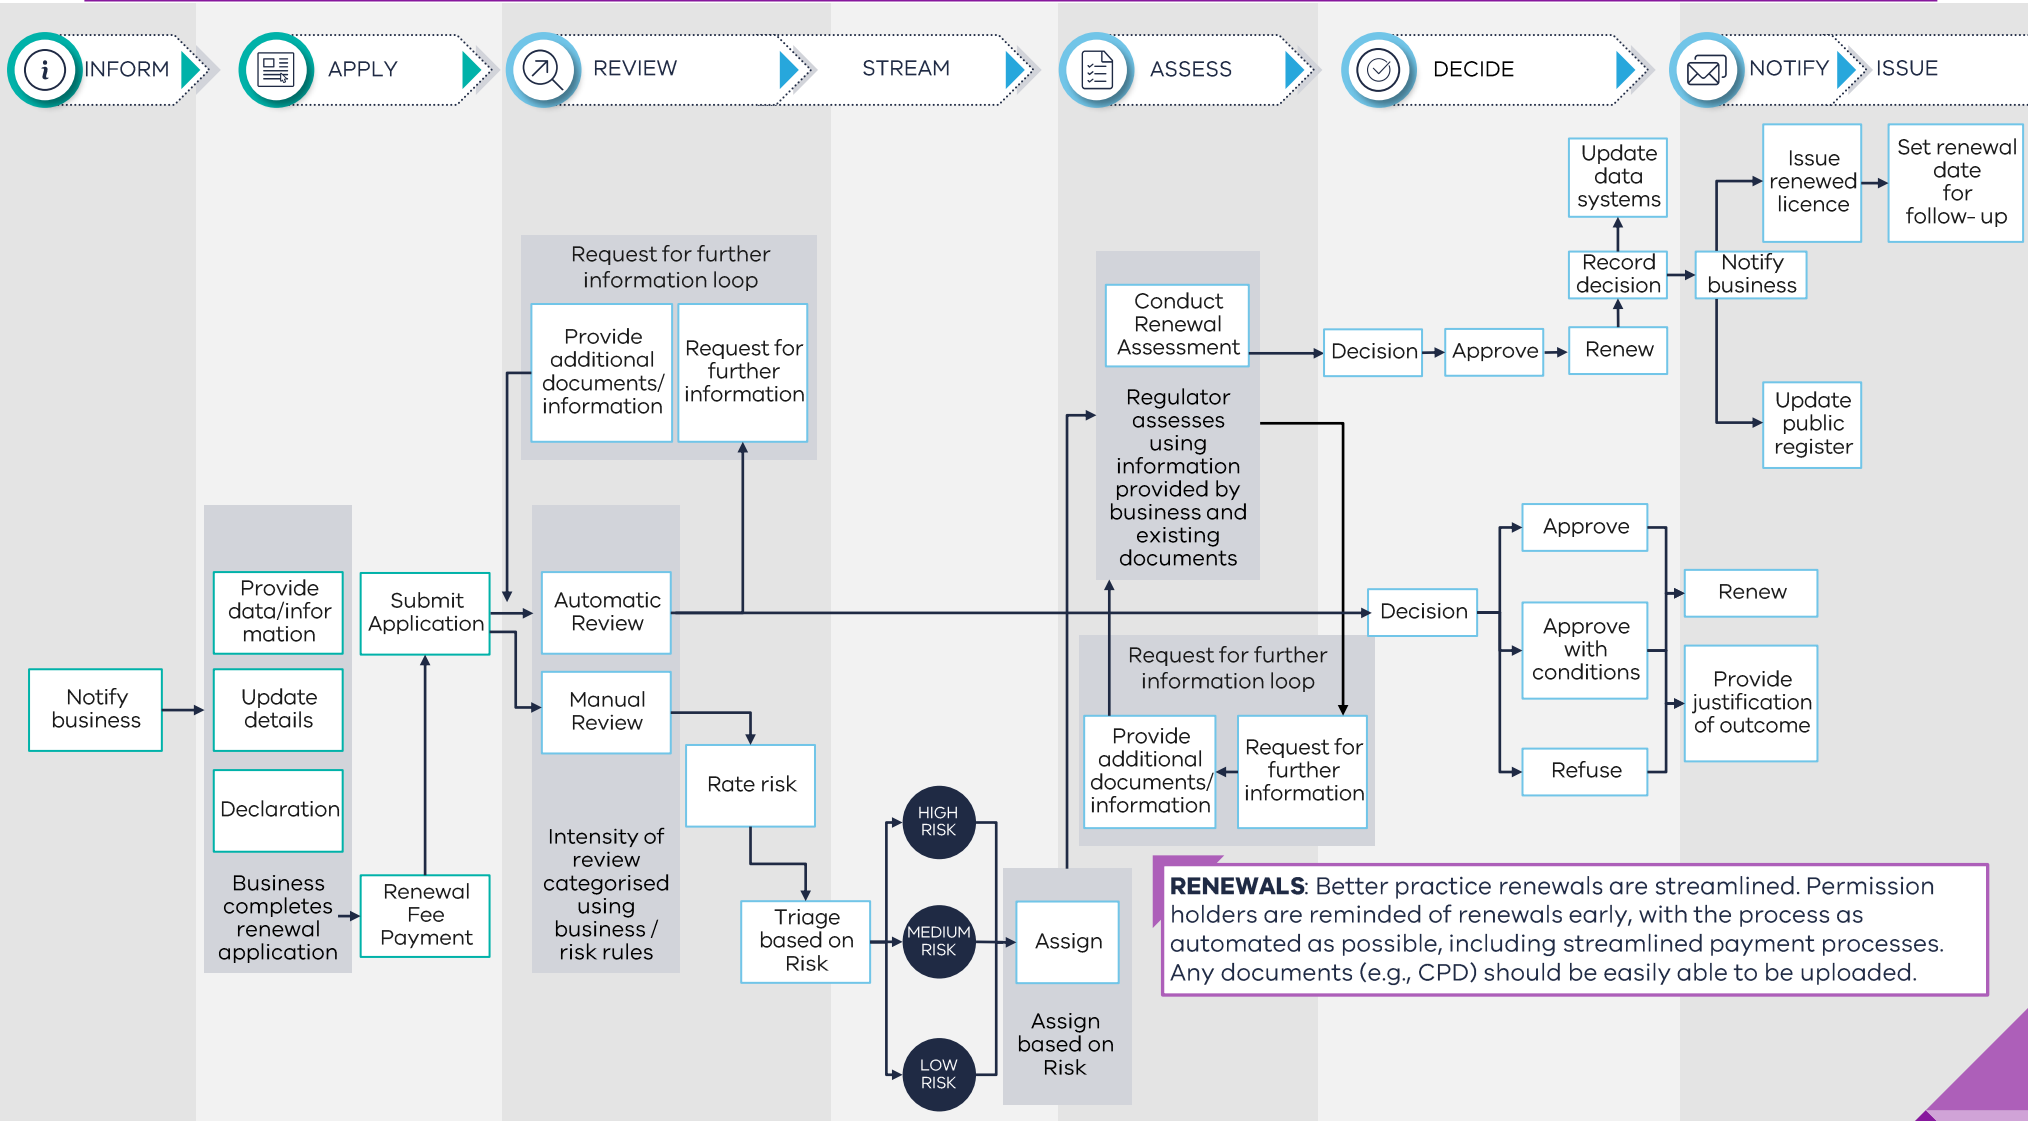 INFORM
APPLY
REVIEW
STREAM
ASSESS
DECIDE
NOTIFY
ISSUE
Notify
business
Provide
data/infor
mation
Update
details
Declaration
Business
completes
renewal
application
Submit
Application
Renewal
Fee
Payment
Request for further
information loop
Provide
additional
documents/
information
Request for
further
information
Automatic
Review
Manual
Review
Intensity of
review
categorised
using
business /
risk rules
Rate risk
Triage
based on
Risk
HIGH
RISK
MEDIUM
RISK
LOW
RISK
Assign
Assign
based on
Risk
Conduct
Renewal
Assessment
Regulator
assesses
using
information
provided by
business and
existing
documents
Request for further
information loop
Provide
additional
documents/
information
Request for
further
information
Decision
Approve
Renew
Record
decision
Update
data
systems
Notify
business
Issue
renewed
licence
Set renewal
date
for
follow- up
Update
public
register
Decision
Approve
Approve
with
conditions
Refuse
Renew
Provide
justification
of outcome
RENEWALS: Better practice renewals are streamlined. Permission
holders are reminded of renewals early, with the process as
automated as possible, including streamlined payment processes.
Any documents (e.g., CPD) should be easily able to be uploaded.